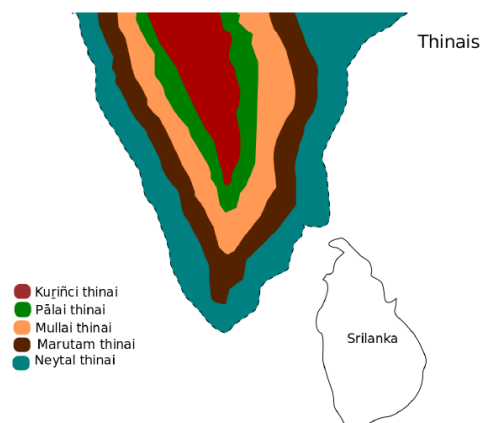 Thinais
Kuṟiñci thinai
Pālai thinai
Mullai thinai
Marutam thinai
Neytal thinai
Srilanka